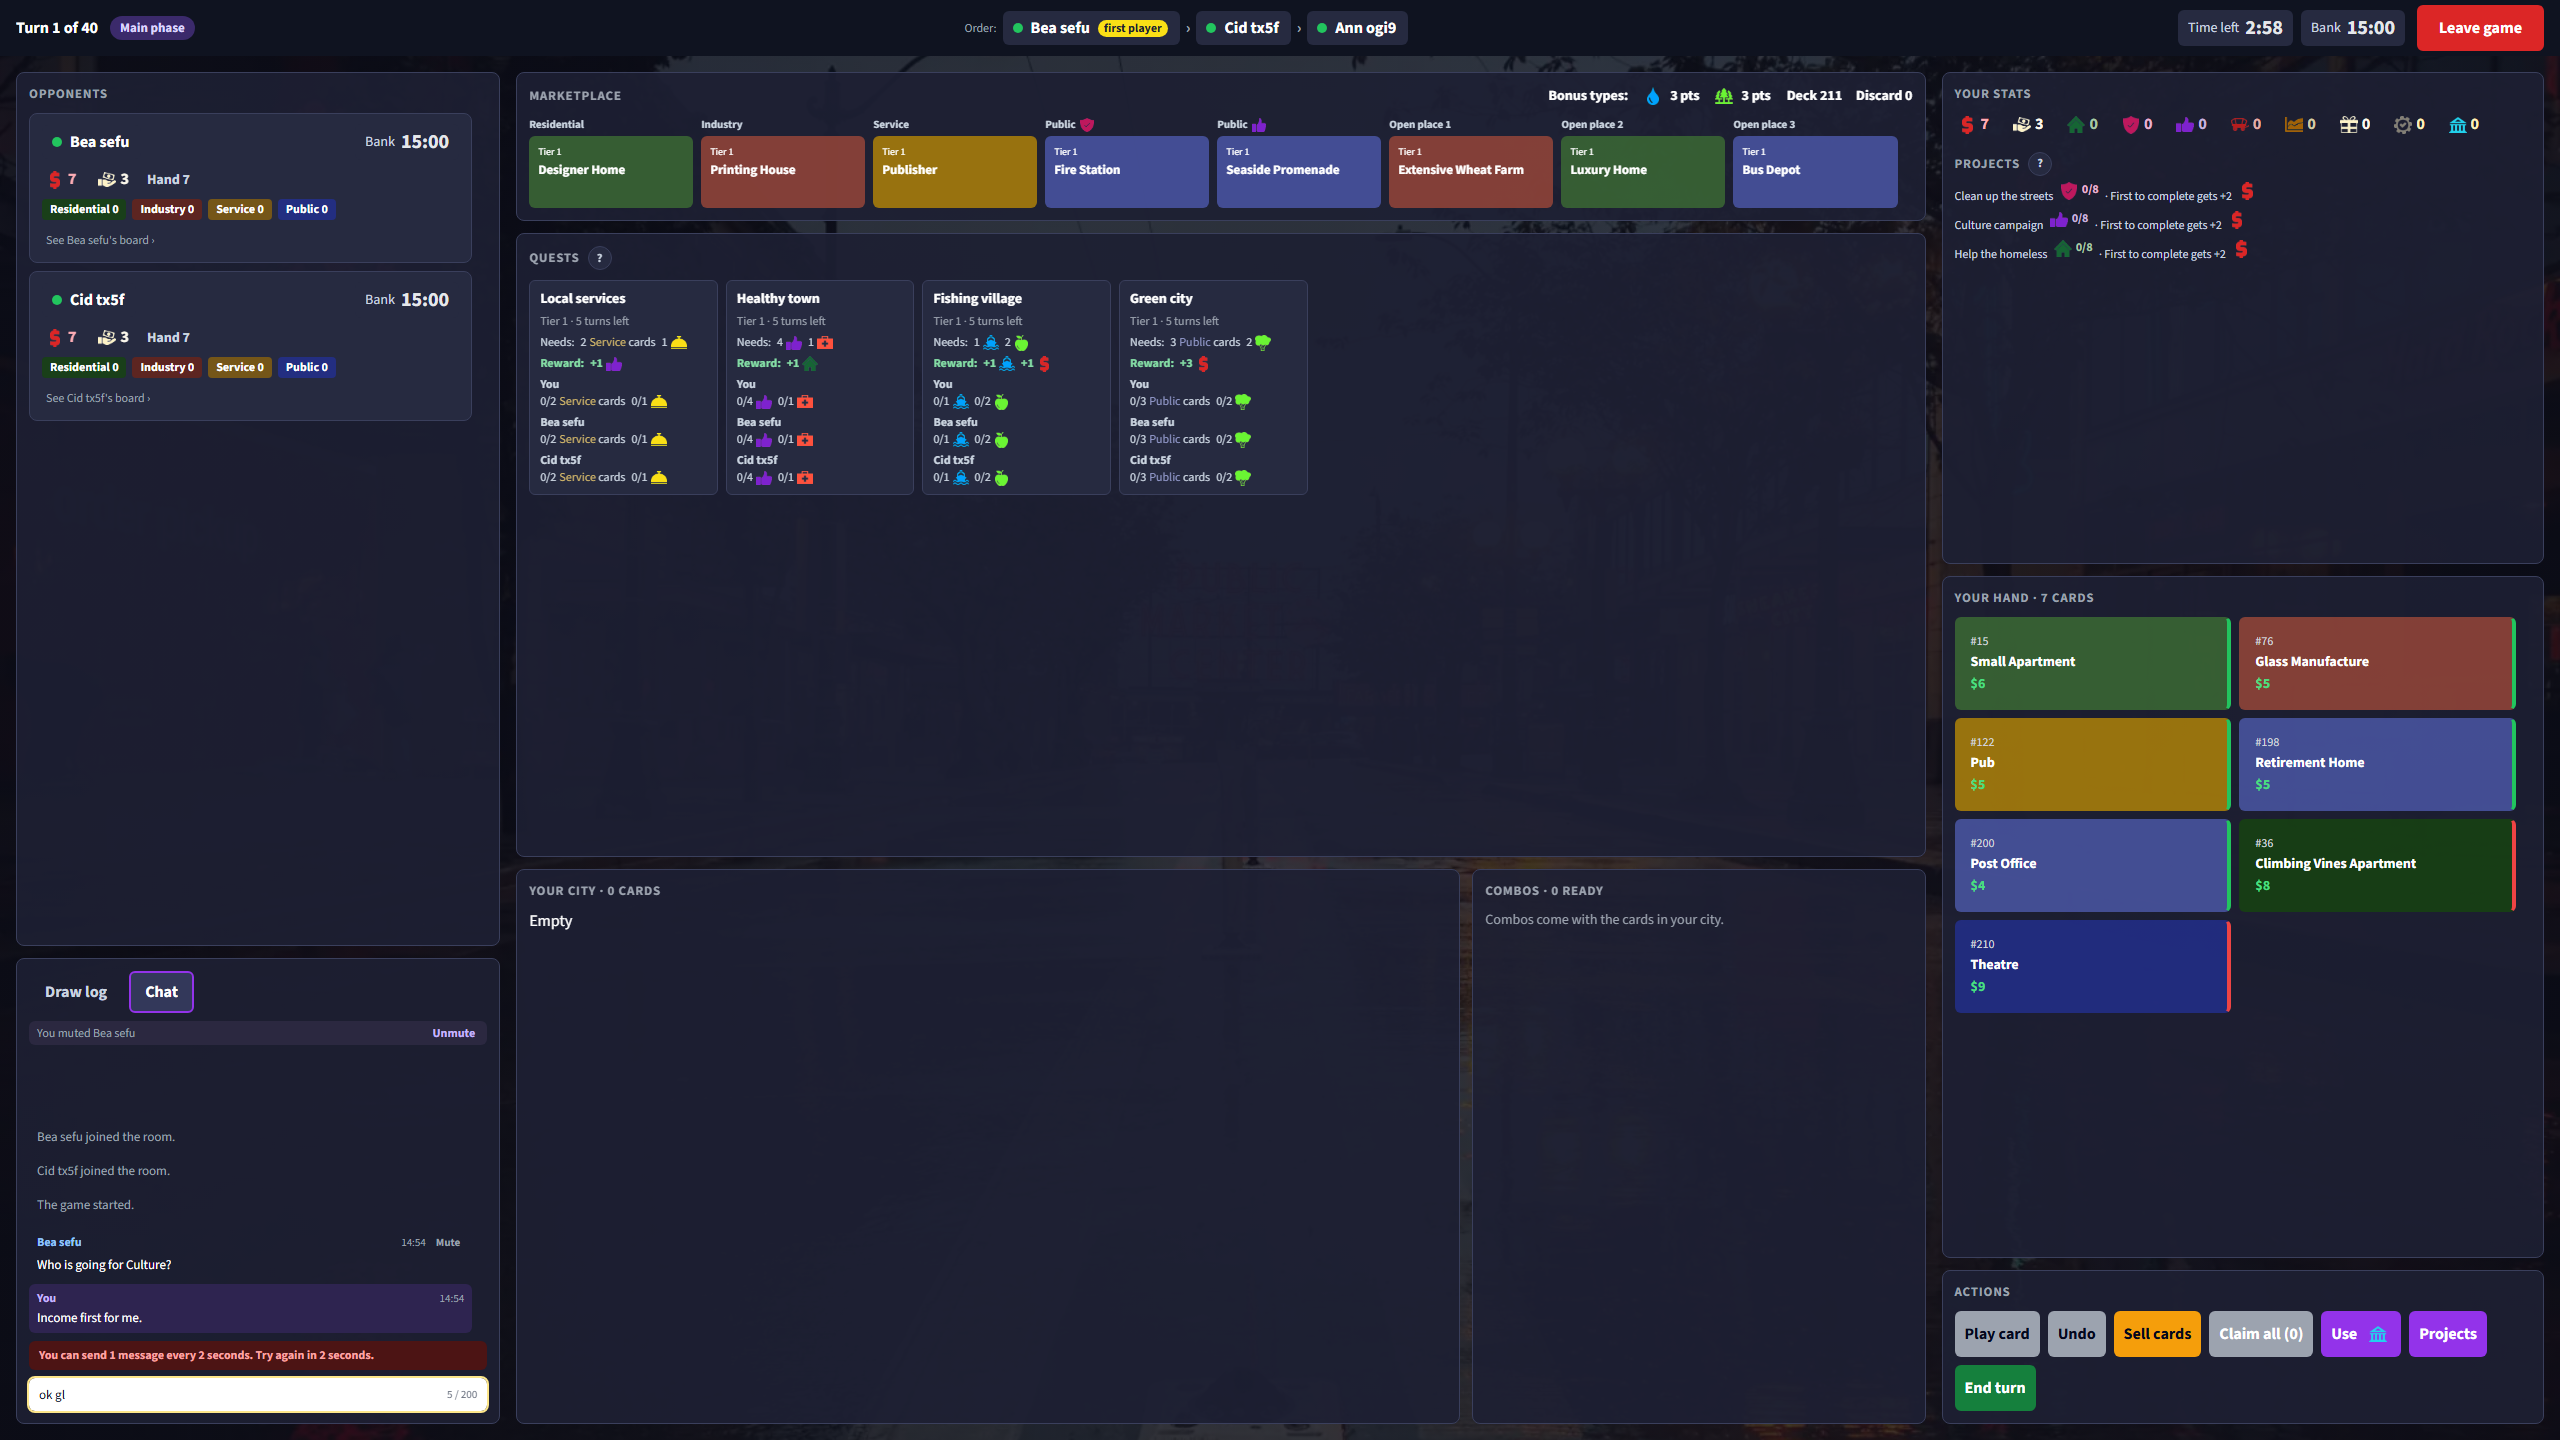 Turn 1 of 40 Main phase
Order: Bea sefu first player › Cid tx5f › Ann ogi9
Time left 2:58 Bank 15:00 Leave game
OPPONENTS
Bea sefu Bank 15:00
7 3 Hand 7
Residential 0 Industry 0 Service 0 Public 0
See Bea sefu's board ›
Cid tx5f Bank 15:00
7 3 Hand 7
Residential 0 Industry 0 Service 0 Public 0
See Cid tx5f's board ›
Draw log Chat
You muted Bea sefu Unmute
Bea sefu joined the room.
Cid tx5f joined the room.
The game started.
Bea sefu 14:54 Mute
Who is going for Culture?
You 14:54
Income first for me.
You can send 1 message every 2 seconds. Try again in 2 seconds.
ok gl 5 / 200
MARKETPLACE
Bonus types: 3 pts 3 pts Deck 211 Discard 0
Residential Industry Service Public Public Open place 1 Open place 2 Open place 3
Tier 1 Tier 1 Tier 1 Tier 1 Tier 1 Tier 1 Tier 1 Tier 1
Designer Home Printing House Publisher Fire Station Seaside Promenade Extensive Wheat Farm Luxury Home Bus Depot
QUESTS ?
Local services
Tier 1 · 5 turns left
Needs: 2 Service cards 1
Reward: +1
You
0/2 Service cards 0/1
Bea sefu
0/2 Service cards 0/1
Cid tx5f
0/2 Service cards 0/1
Healthy town
Tier 1 · 5 turns left
Needs: 4 1
Reward: +1
You
0/4 0/1
Bea sefu
0/4 0/1
Cid tx5f
0/4 0/1
Fishing village
Tier 1 · 5 turns left
Needs: 1 2
Reward: +1 +1
You
0/1 0/2
Bea sefu
0/1 0/2
Cid tx5f
0/1 0/2
Green city
Tier 1 · 5 turns left
Needs: 3 Public cards 2
Reward: +3
You
0/3 Public cards 0/2
Bea sefu
0/3 Public cards 0/2
Cid tx5f
0/3 Public cards 0/2
YOUR CITY · 0 CARDS
Empty
COMBOS · 0 READY
Combos come with the cards in your city.
YOUR STATS
7 3 0 0 0 0 0 0 0 0
PROJECTS ?
Clean up the streets 0/8 · First to complete gets +2
Culture campaign 0/8 · First to complete gets +2
Help the homeless 0/8 · First to complete gets +2
YOUR HAND · 7 CARDS
#15
Small Apartment
$6
#76
Glass Manufacture
$5
#122
Pub
$5
#198
Retirement Home
$5
#200
Post Office
$4
#36
Climbing Vines Apartment
$8
#210
Theatre
$9
ACTIONS
Play card Undo Sell cards Claim all (0) Use Projects
End turn